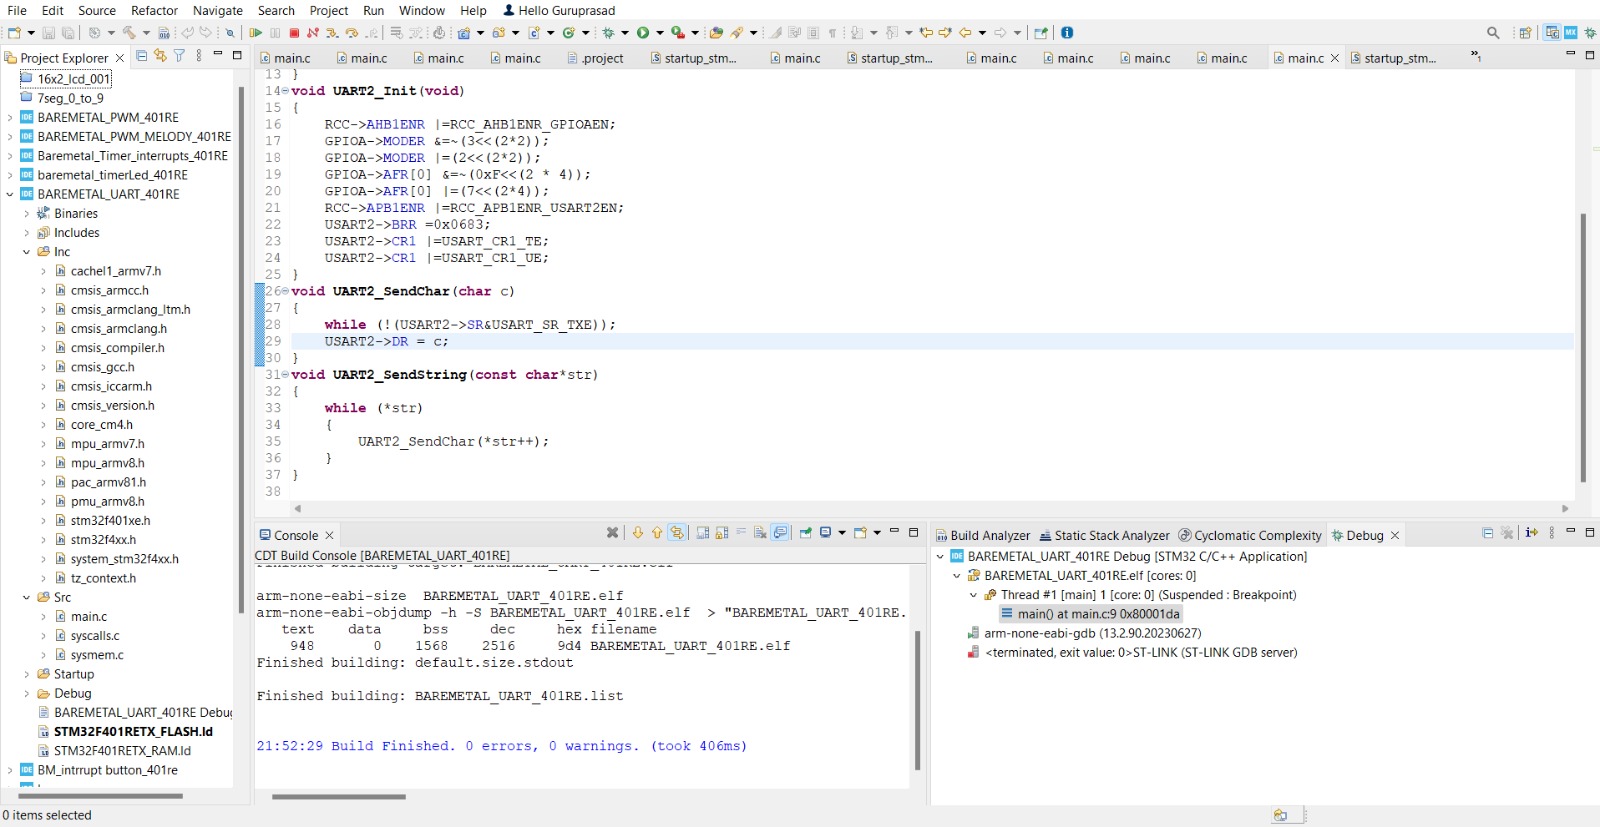 File Edit Source Refactor Navigate Search Project Run Window Help Hello Guruprasad
Project Explorer
16x2_lcd_001
7seg_0_to_9
BAREMETAL_PWM_401RE
BAREMETAL_PWM_MELODY_401RE
Baremetal_Timer_interrupts_401RE
baremetal_timerLed_401RE
BAREMETAL_UART_401RE
Binaries
Includes
Inc
cachel1_armv7.h
cmsis_armcc.h
cmsis_armclang_ltm.h
cmsis_armclang.h
cmsis_compiler.h
cmsis_gcc.h
cmsis_iccarm.h
cmsis_version.h
core_cm4.h
mpu_armv7.h
mpu_armv8.h
pac_armv81.h
pmu_armv8.h
stm32f401xe.h
stm32f4xx.h
system_stm32f4xx.h
tz_context.h
Src
main.c
syscalls.c
sysmem.c
Startup
Debug
BAREMETAL_UART_401RE Debu
STM32F401RETX_FLASH.ld
STM32F401RETX_RAM.ld
BM_intrrupt button_401re
0 items selected
main.c main.c main.c main.c .project startup_stm... main.c startup_stm... main.c main.c main.c main.c main.c startup_stm... »1
13 }
14 void UART2_Init(void)
15 {
16 RCC->AHB1ENR |=RCC_AHB1ENR_GPIOAEN;
17 GPIOA->MODER &=~(3<<(2*2));
18 GPIOA->MODER |=(2<<(2*2));
19 GPIOA->AFR[0] &=~(0xF<<(2 * 4));
20 GPIOA->AFR[0] |=(7<<(2*4));
21 RCC->APB1ENR |=RCC_APB1ENR_USART2EN;
22 USART2->BRR =0x0683;
23 USART2->CR1 |=USART_CR1_TE;
24 USART2->CR1 |=USART_CR1_UE;
25 }
26 void UART2_SendChar(char c)
27 {
28 while (!(USART2->SR&USART_SR_TXE));
29 USART2->DR = c;
30 }
31 void UART2_SendString(const char*str)
32 {
33 while (*str)
34 {
35 UART2_SendChar(*str++);
36 }
37 }
38
Console
CDT Build Console [BAREMETAL_UART_401RE]
Finished building target: BAREMETAL_UART_401RE.elf
arm-none-eabi-size BAREMETAL_UART_401RE.elf
arm-none-eabi-objdump -h -S BAREMETAL_UART_401RE.elf > "BAREMETAL_UART_401RE.
text data bss dec hex filename
948 0 1568 2516 9d4 BAREMETAL_UART_401RE.elf
Finished building: default.size.stdout
Finished building: BAREMETAL_UART_401RE.list
21:52:29 Build Finished. 0 errors, 0 warnings. (took 406ms)
Build Analyzer Static Stack Analyzer Cyclomatic Complexity Debug
BAREMETAL_UART_401RE Debug [STM32 C/C++ Application]
BAREMETAL_UART_401RE.elf [cores: 0]
Thread #1 [main] 1 [core: 0] (Suspended : Breakpoint)
main() at main.c:9 0x80001da
arm-none-eabi-gdb (13.2.90.20230627)
<terminated, exit value: 0>ST-LINK (ST-LINK GDB server)